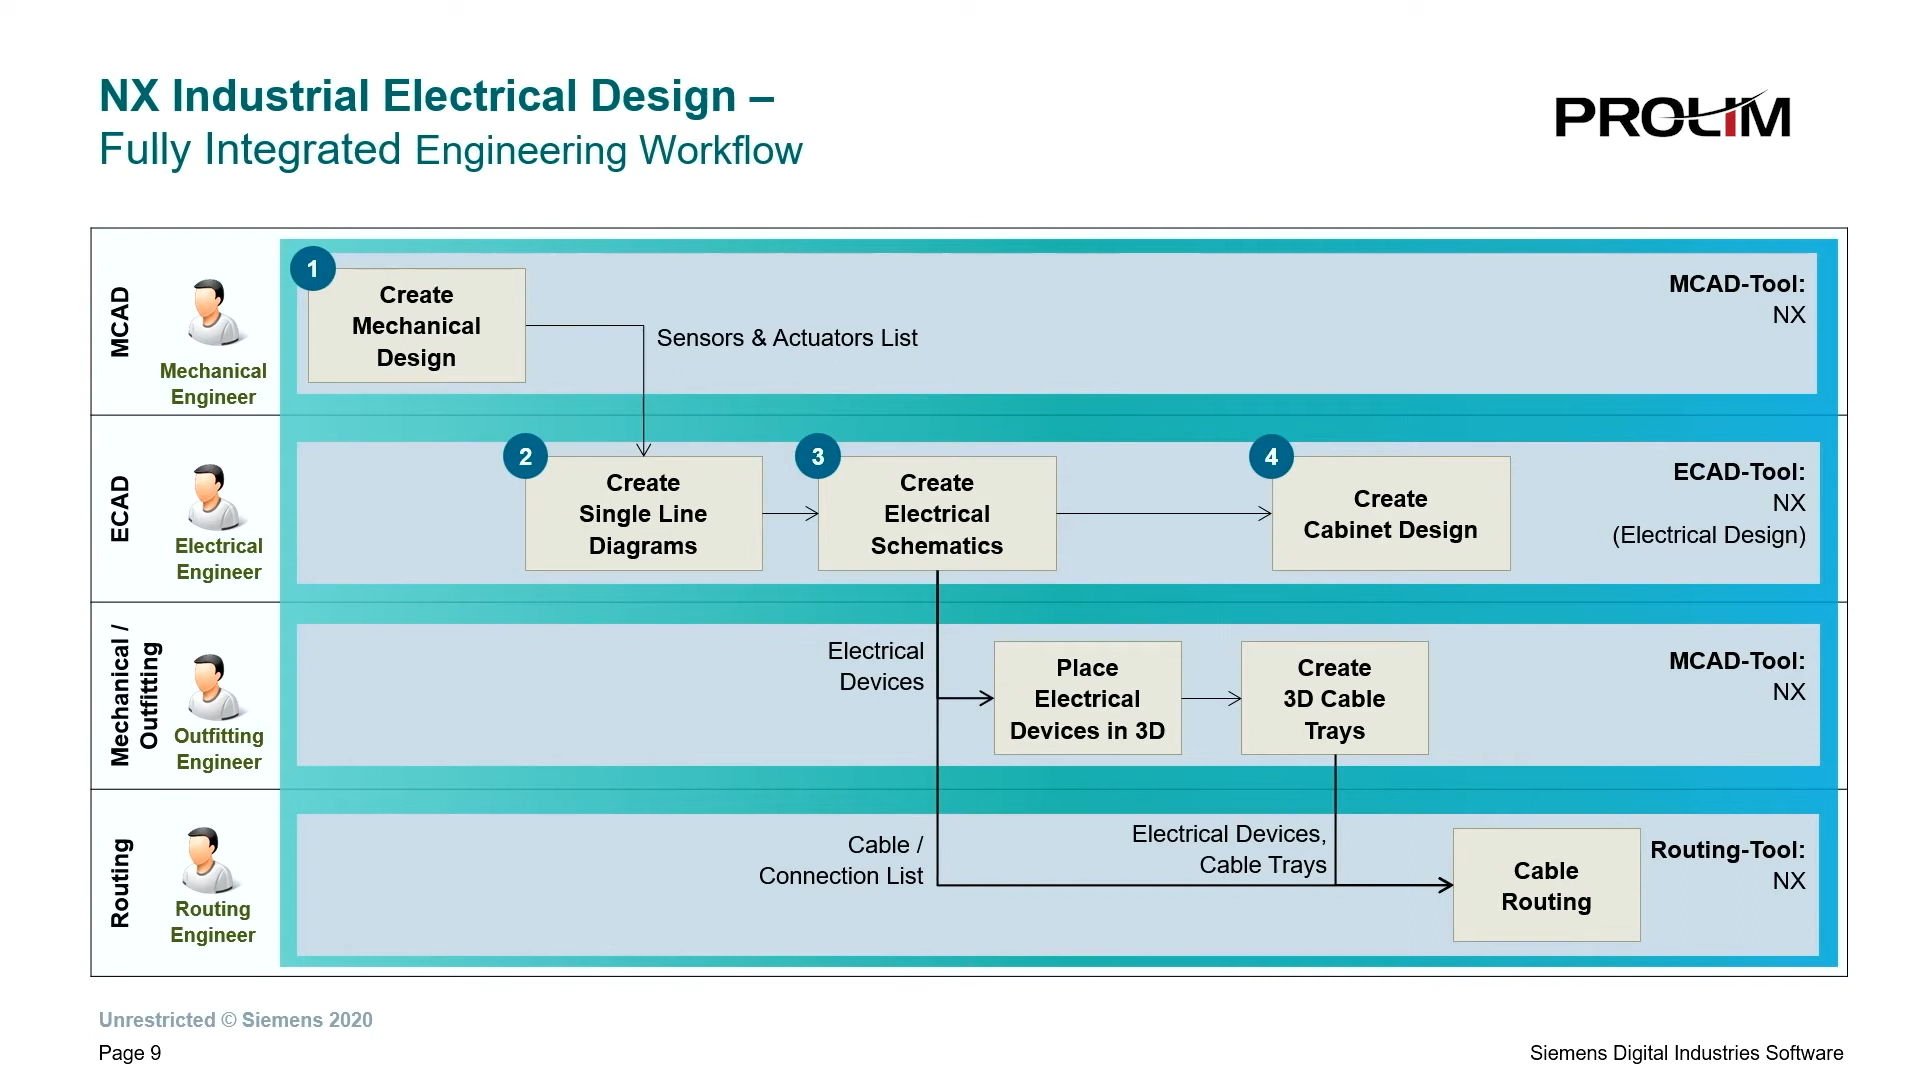 NX Industrial Electrical Design –
Fully Integrated Engineering Workflow
PROLIM
MCAD
Mechanical
Engineer
1
Create
Mechanical
Design
Sensors & Actuators List
MCAD-Tool:
NX
ECAD
Electrical
Engineer
2
Create
Single Line
Diagrams
3
Create
Electrical
Schematics
4
Create
Cabinet Design
ECAD-Tool:
NX
(Electrical Design)
Mechanical /
Outfitting
Outfitting
Engineer
Electrical
Devices
Place
Electrical
Devices in 3D
Create
3D Cable
Trays
MCAD-Tool:
NX
Routing
Routing
Engineer
Cable /
Connection List
Electrical Devices,
Cable Trays
Cable
Routing
Routing-Tool:
NX
Unrestricted © Siemens 2020
Page 9
Siemens Digital Industries Software